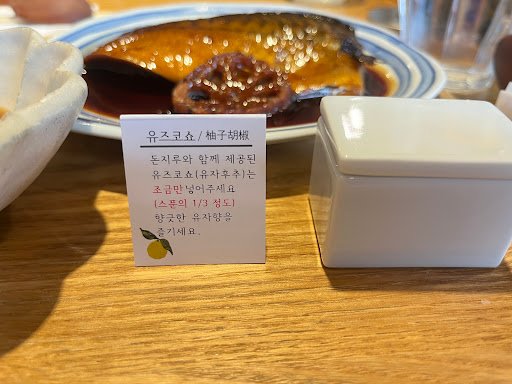 유즈코쇼 / 柚子胡椒
돈지루와 함께 제공된
유즈코쇼(유자후추)는
조금만 넣어주세요
(스푼의 1/3 정도)
향긋한 유자향을
즐기세요.